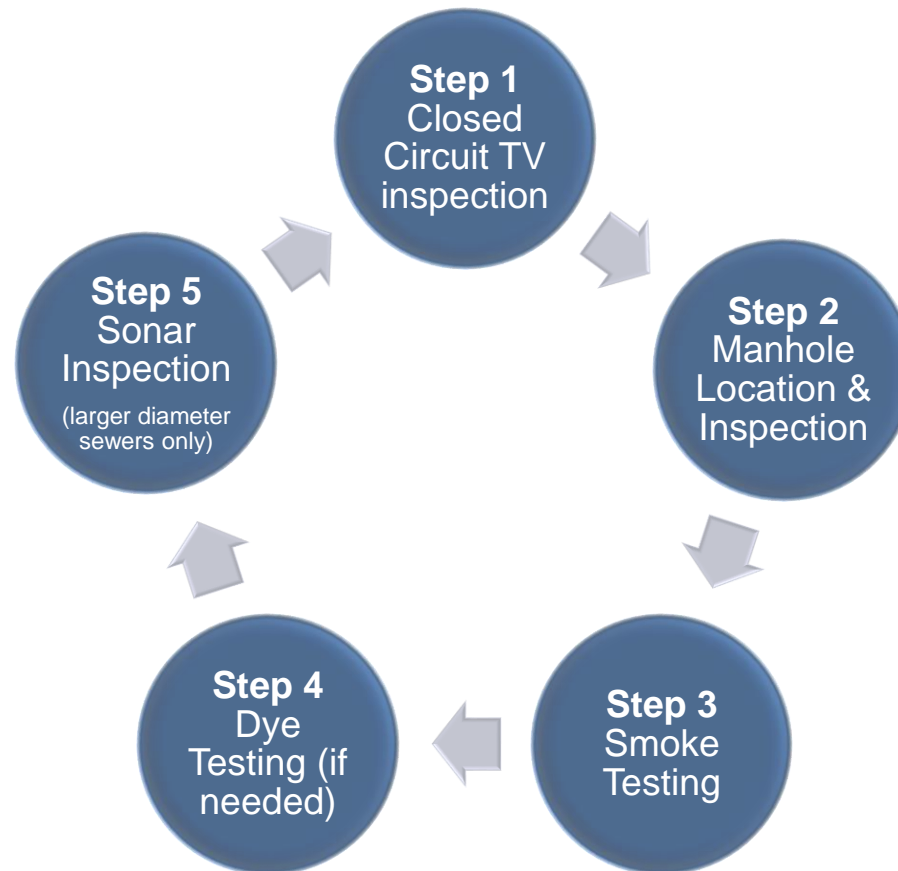 Step 1
Closed
Circuit TV
inspection
Step 2
Manhole
Location &
Inspection
Step 3
Smoke
Testing
Step 4
Dye
Testing (if
needed)
Step 5
Sonar
Inspection
(larger diameter
sewers only)